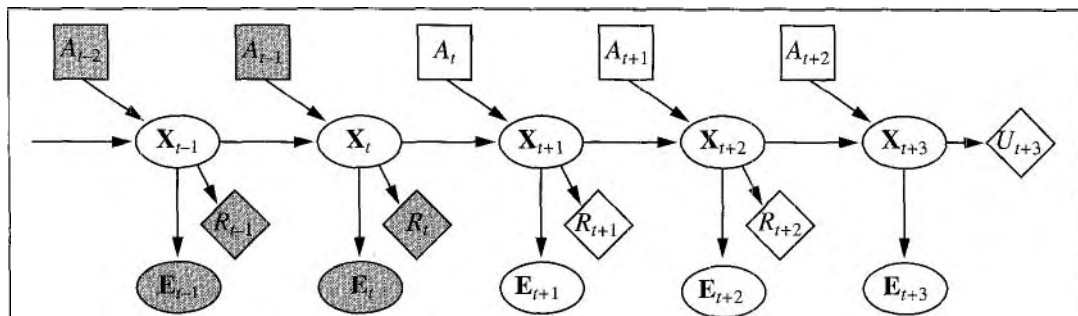 A_{t-2} A_{t-1} A_t A_{t+1} A_{t+2}
X_{t-1} X_t X_{t+1} X_{t+2} X_{t+3} U_{t+3}
R_{t-1} R_t R_{t+1} R_{t+2}
E_{t-1} E_t E_{t+1} E_{t+2} E_{t+3}